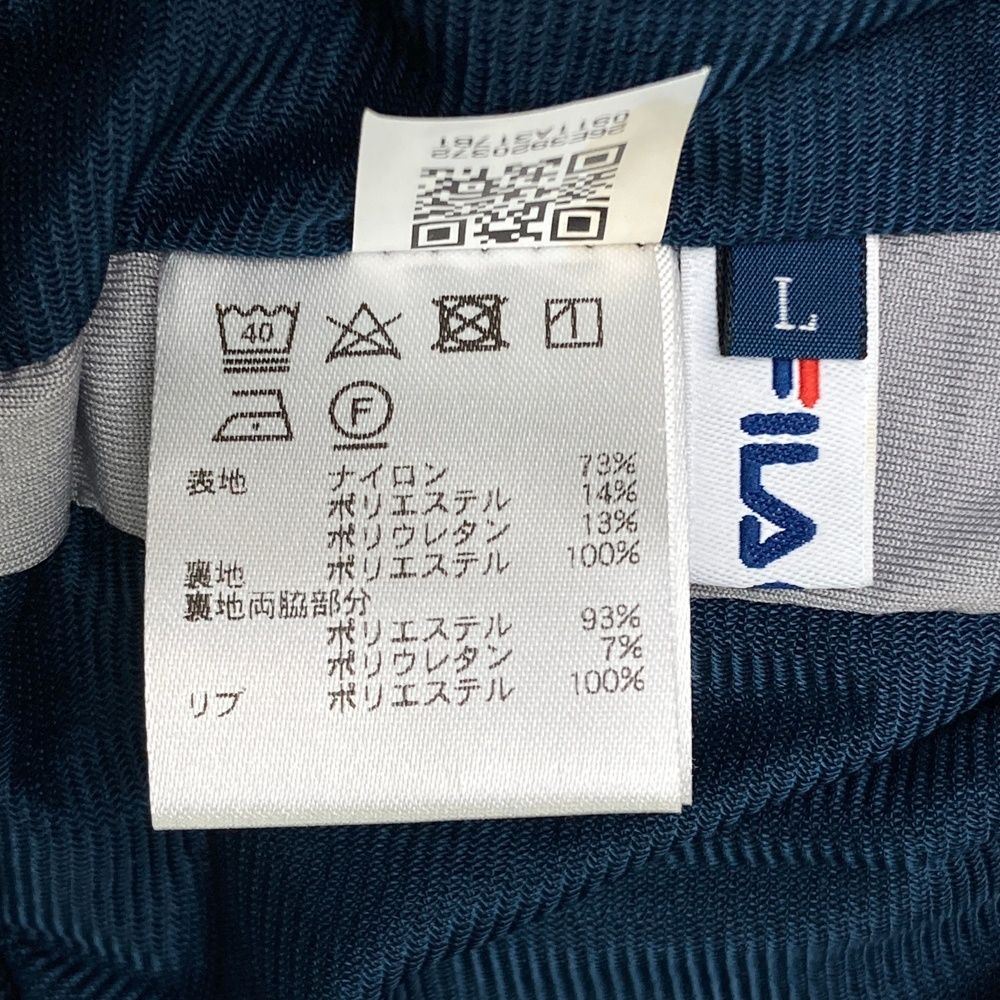 26F3920372
0911A31761
L
FILA
40
F
表地 ナイロン 73%
ポリエステル 14%
ポリウレタン 13%
裏地 ポリエステル 100%
裏地両脇部分
ポリエステル 93%
ポリウレタン 7%
リブ ポリエステル 100%